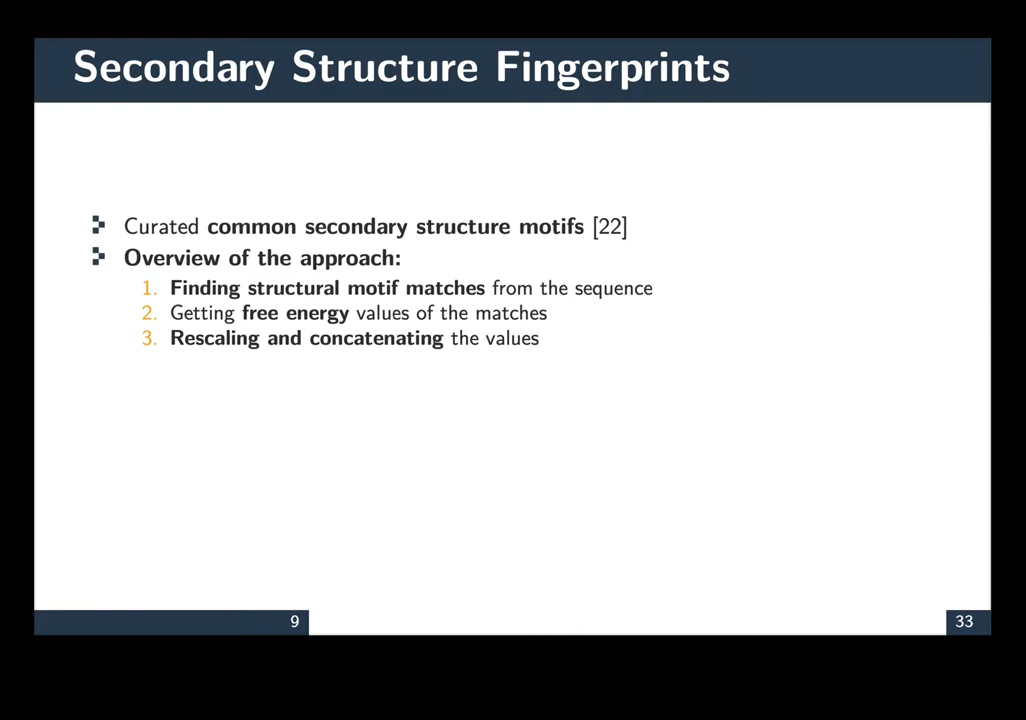 Secondary Structure Fingerprints
Curated common secondary structure motifs [22]
Overview of the approach:
1. Finding structural motif matches from the sequence
2. Getting free energy values of the matches
3. Rescaling and concatenating the values
9
33